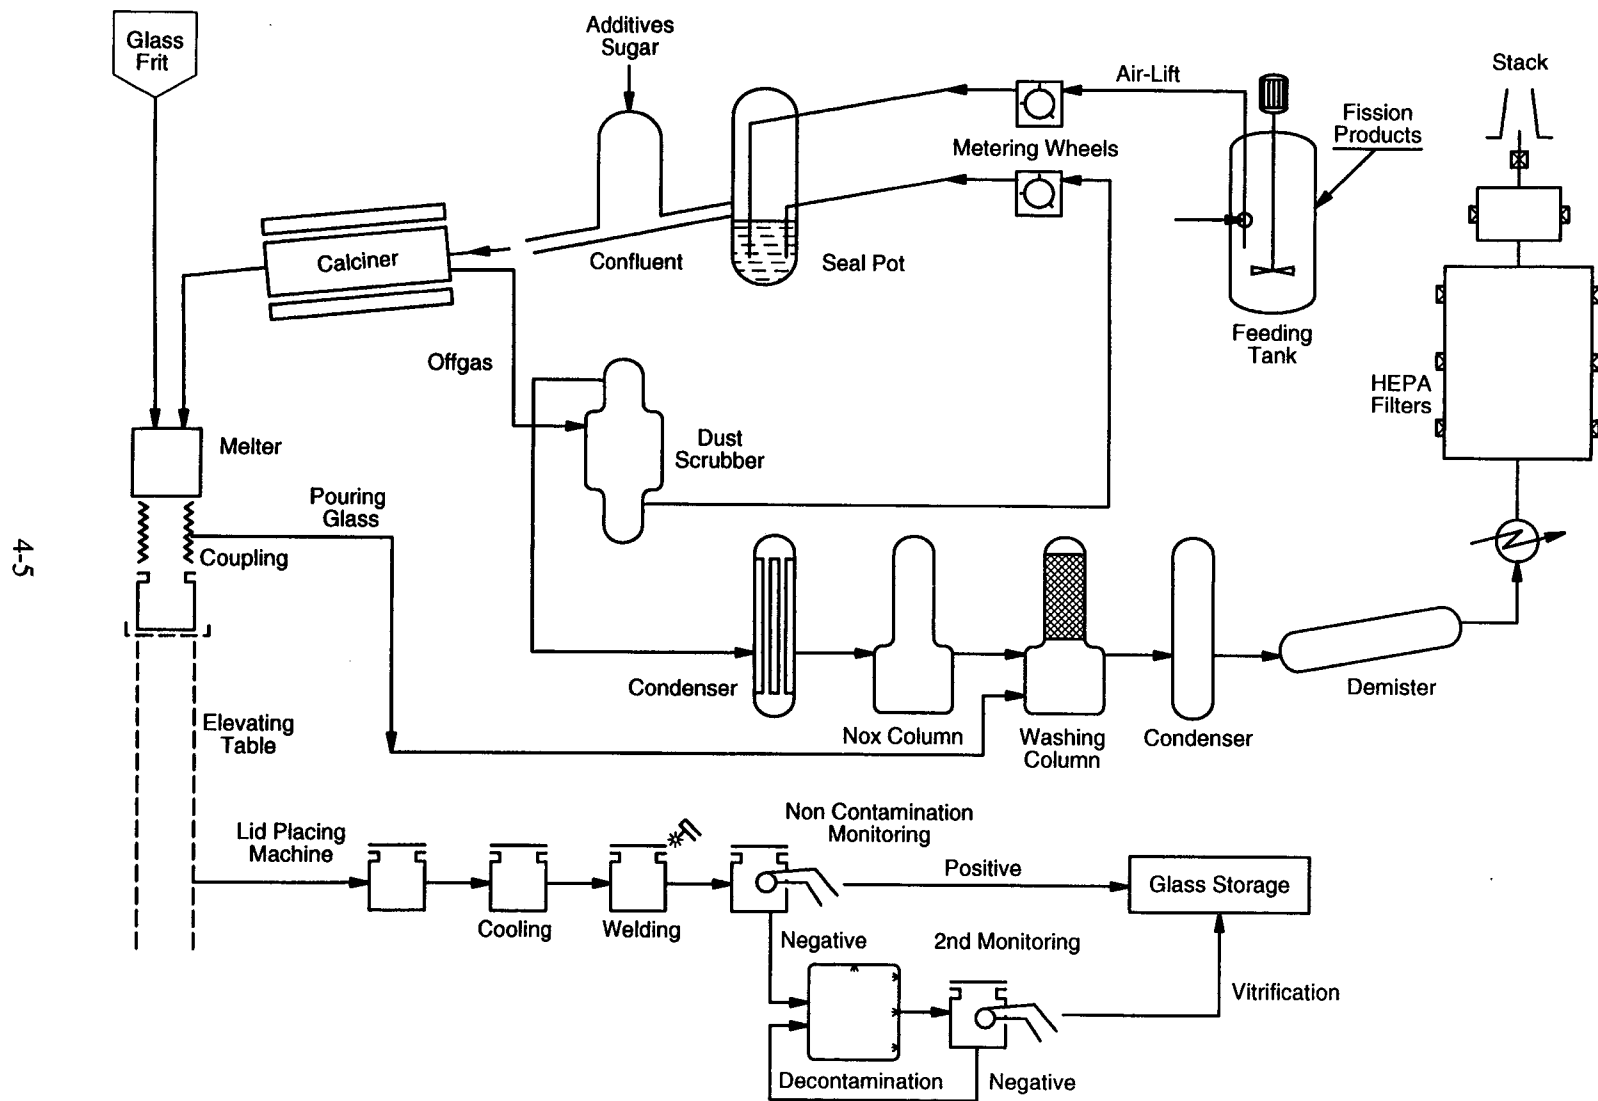 Glass
Frit
Additives
Sugar
Air-Lift
Stack
Fission
Products
Metering Wheels
Calciner
Confluent
Seal Pot
Feeding
Tank
Offgas
HEPA
Filters
Melter
Dust
Scrubber
Pouring
Glass
Coupling
4-5
Condenser
Nox Column
Washing
Column
Condenser
Demister
Elevating
Table
Lid Placing
Machine
Non Contamination
Monitoring
Positive
Glass Storage
Cooling
Welding
Negative
2nd Monitoring
Vitrification
Decontamination
Negative